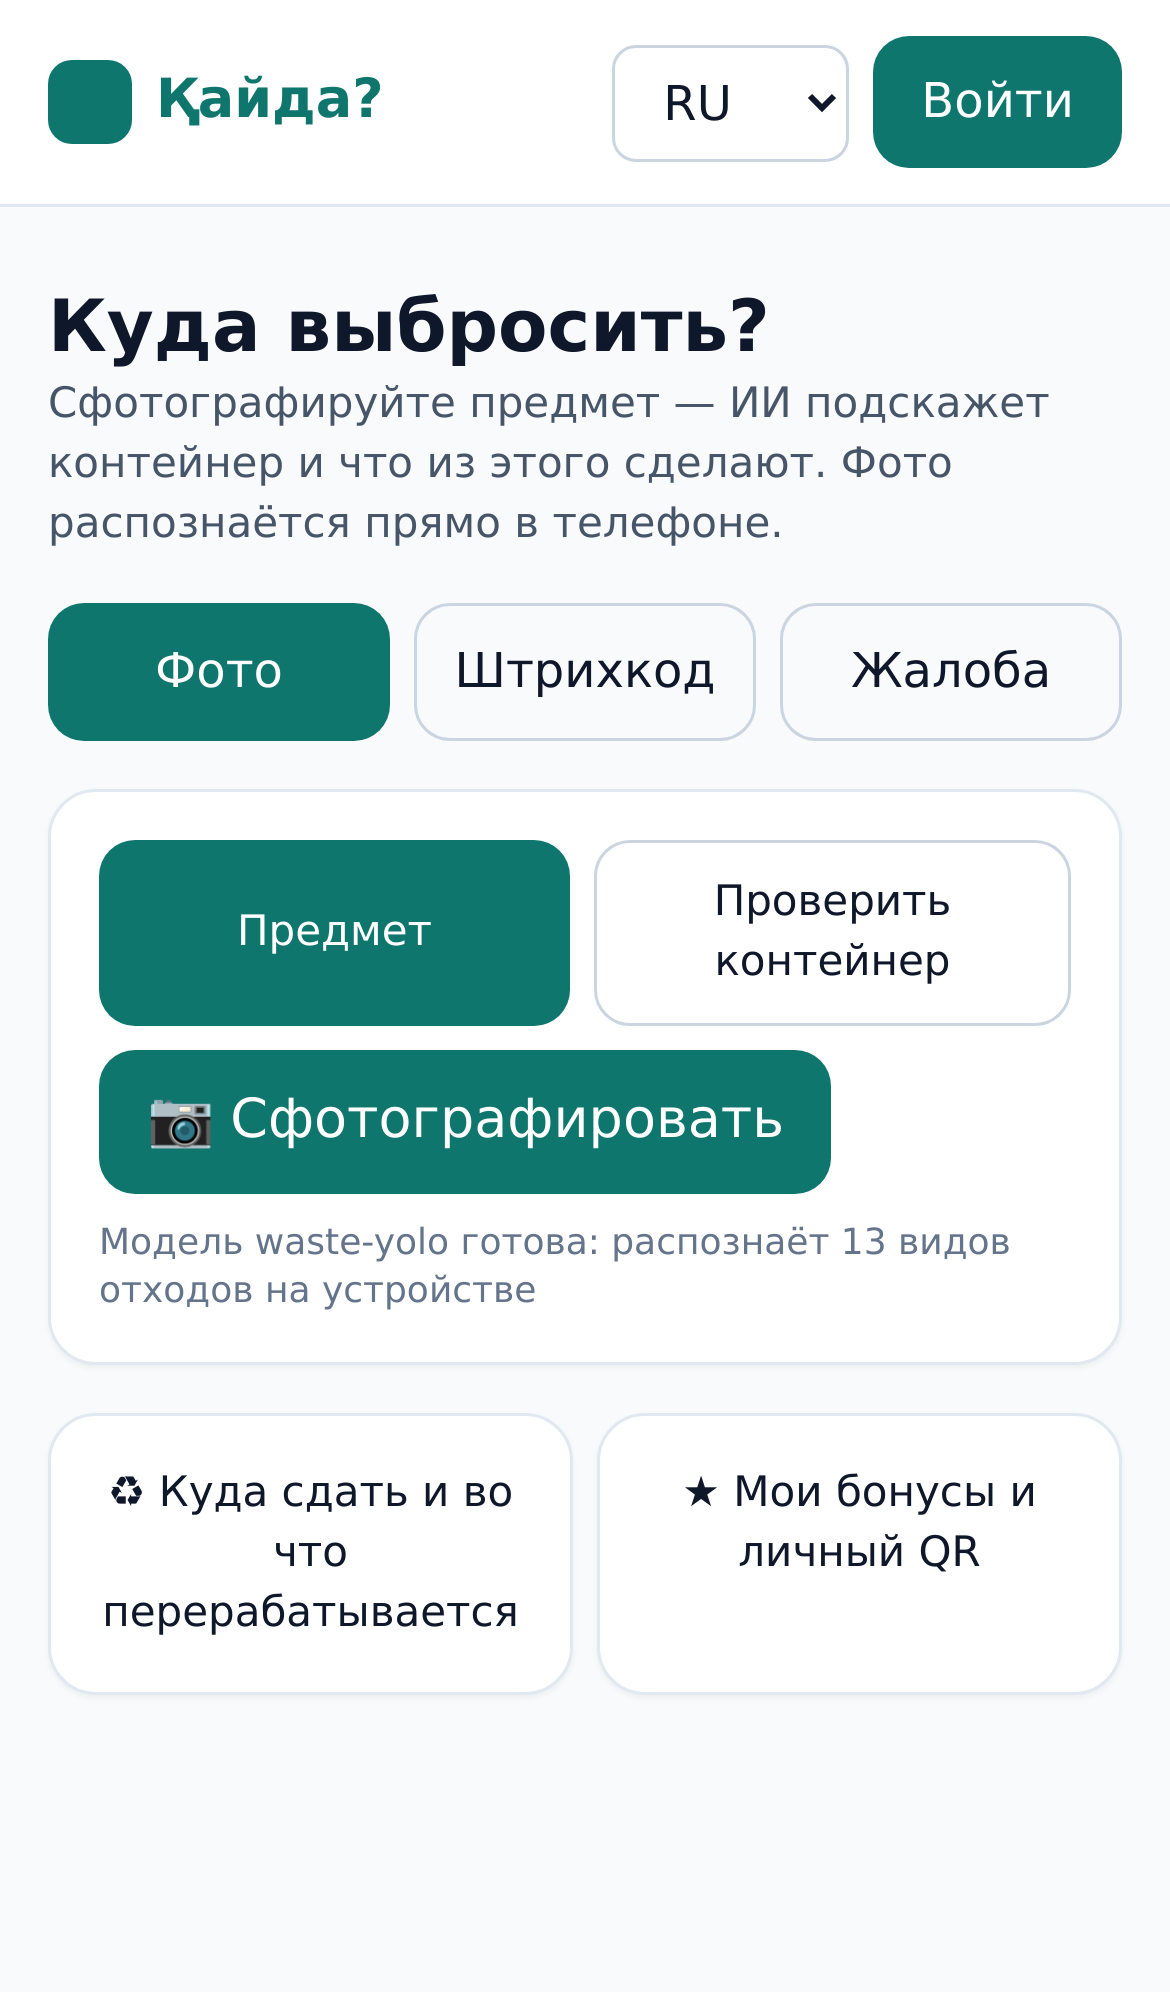 Қайда?
RU
Войти
Куда выбросить?
Сфотографируйте предмет — ИИ подскажет
контейнер и что из этого сделают. Фото
распознаётся прямо в телефоне.
Фото
Штрихкод
Жалоба
Предмет
Проверить
контейнер
📷 Сфотографировать
Модель waste-yolo готова: распознаёт 13 видов
отходов на устройстве
♻ Куда сдать и во
что
перерабатывается
★ Мои бонусы и
личный QR